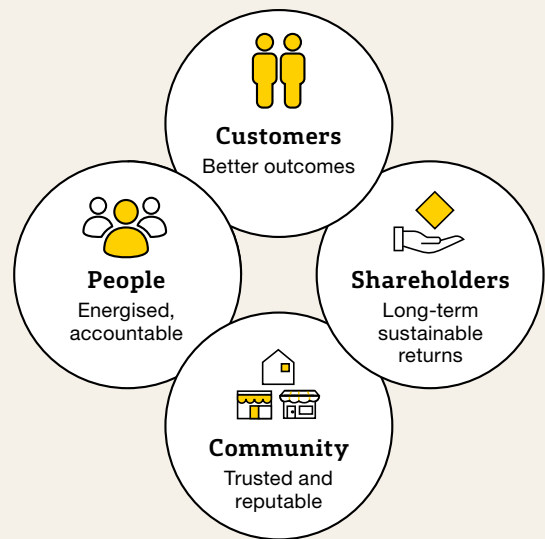 Customers
Better outcomes
People
Energised,
accountable
Shareholders
Long-term
sustainable
returns
Community
Trusted and
reputable